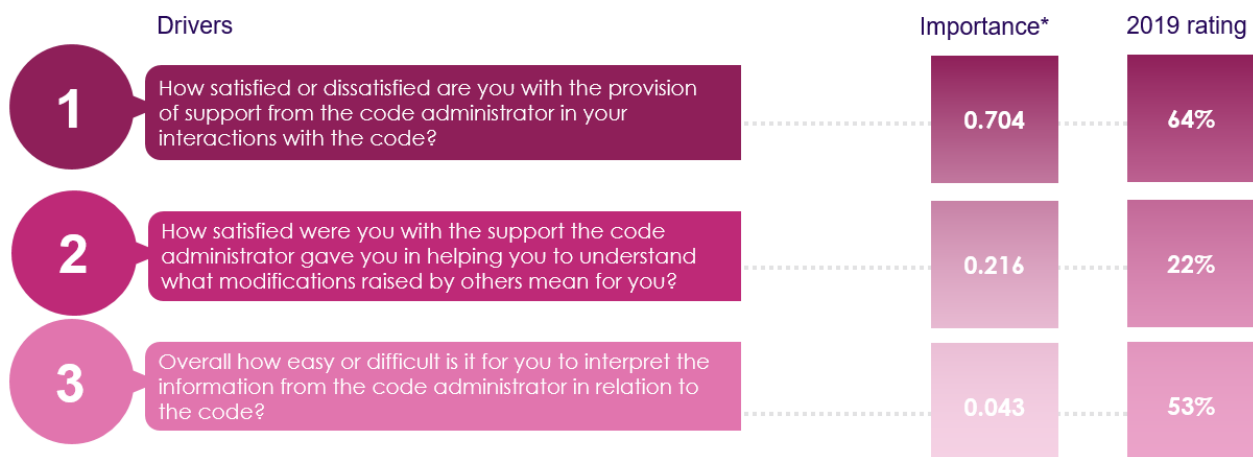 Drivers
Importance*
2019 rating
1
How satisfied or dissatisfied are you with the provision
of support from the code administrator in your
interactions with the code?
0.704
64%
2
How satisfied were you with the support the code
administrator gave you in helping you to understand
what modifications raised by others mean for you?
0.216
22%
3
Overall how easy or difficult is it for you to interpret the
information from the code administrator in relation to
the code?
0.043
53%